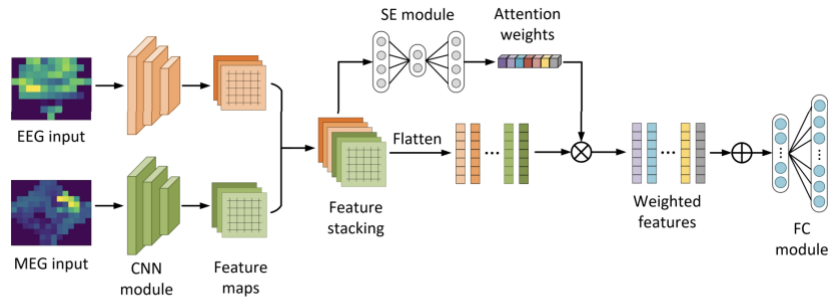 SE module
Attention
weights
EEG input
Flatten
Feature
stacking
Weighted
features
MEG input
CNN
module
Feature
maps
FC
module